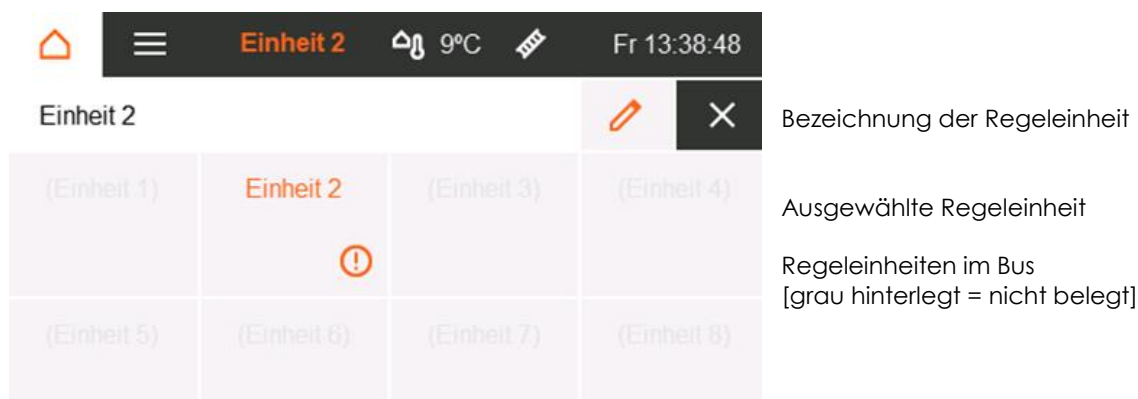 Einheit 2 9°C Fr 13:38:48
Einheit 2
Bezeichnung der Regeleinheit
(Einheit 1) Einheit 2 (Einheit 3) (Einheit 4)
Ausgewählte Regeleinheit
Regeleinheiten im Bus
[grau hinterlegt = nicht belegt]
(Einheit 5) (Einheit 6) (Einheit 7) (Einheit 8)